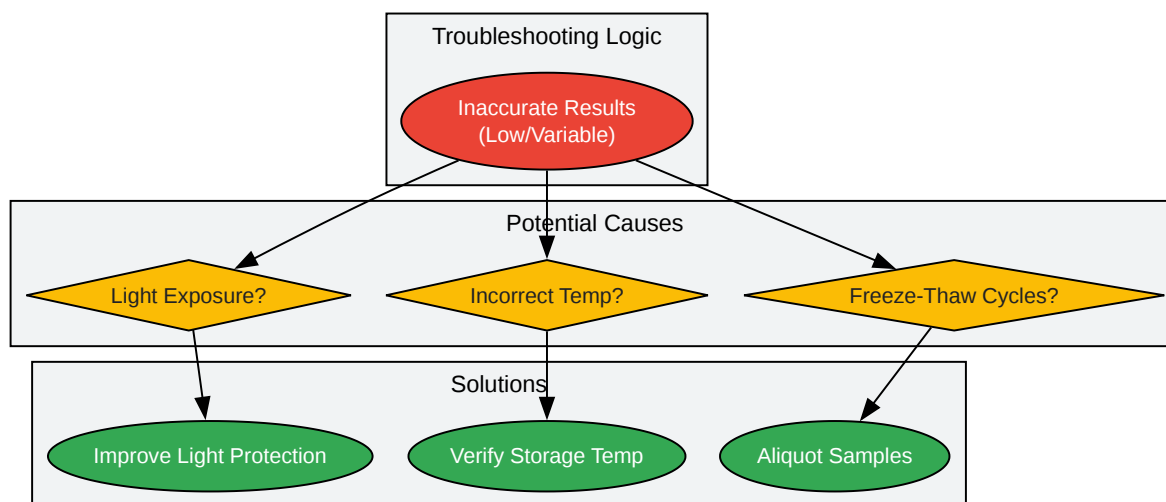 Troubleshooting Logic
Inaccurate Results
(Low/Variable)
Potential Causes
Light Exposure?
Incorrect Temp?
Freeze-Thaw Cycles?
Solutions
Improve Light Protection
Verify Storage Temp
Aliquot Samples